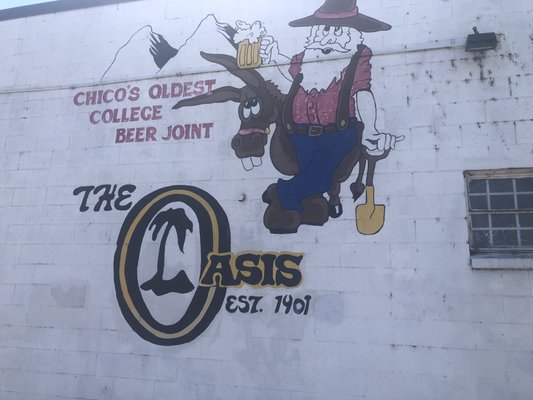 CHICO'S OLDEST
COLLEGE
BEER JOINT
THE
OASIS
EST. 1901